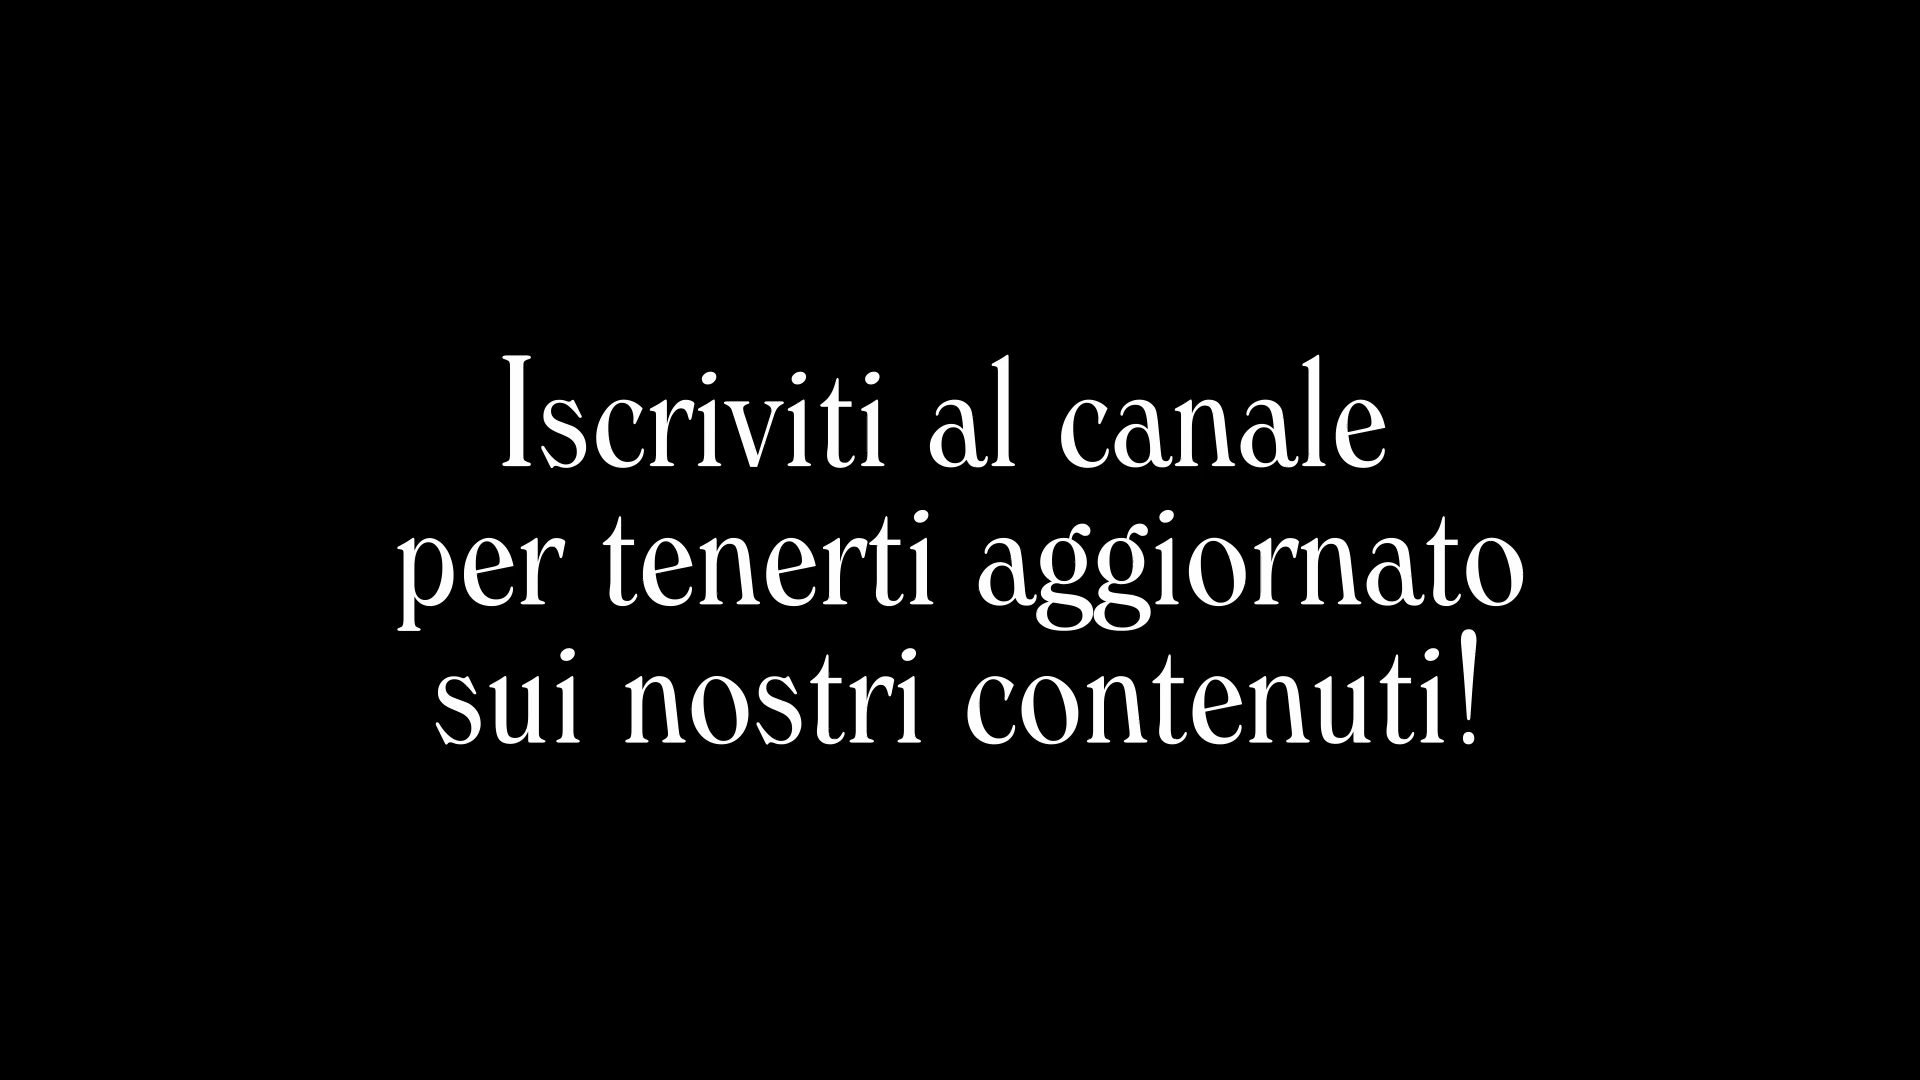 Iscriviti al canale
per tenerti aggiornato
sui nostri contenuti!